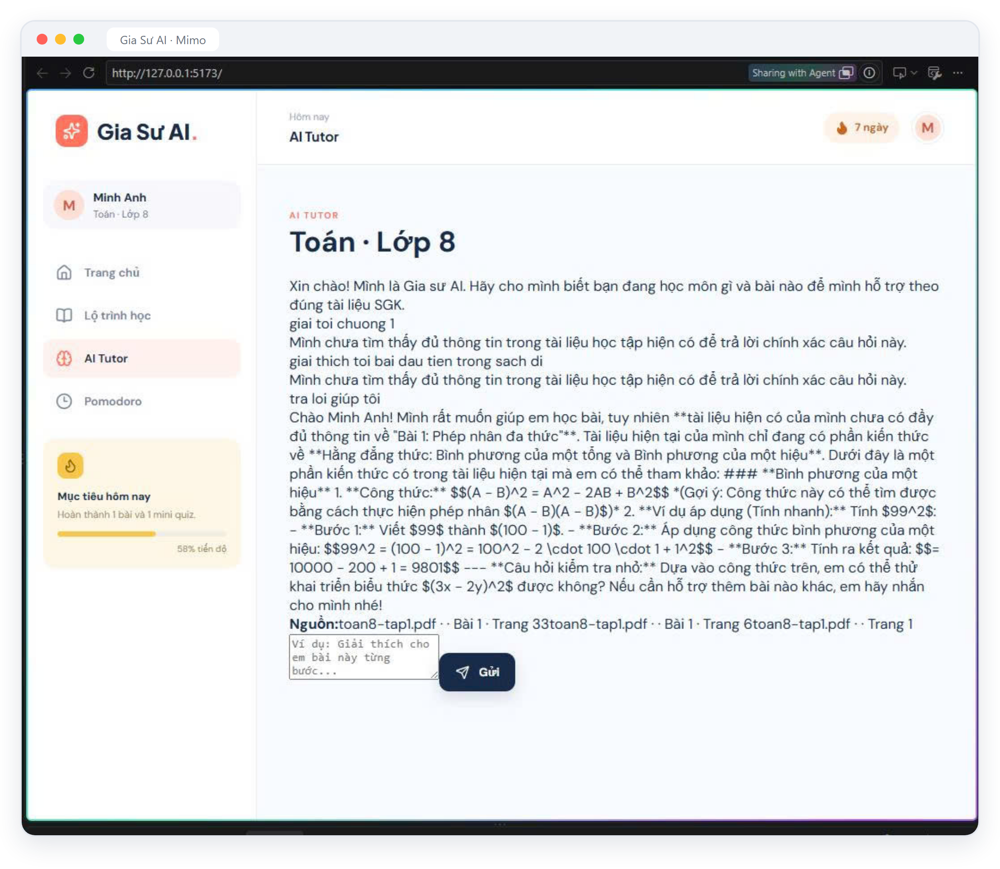 Gia Sư AI · Mimo
http://127.0.0.1:5173/
Sharing with Agent
Gia Sư AI.
M
Minh Anh
Toán · Lớp 8
Trang chủ
Lộ trình học
AI Tutor
Pomodoro
Mục tiêu hôm nay
Hoàn thành 1 bài và 1 mini quiz.
58% tiến độ
Hôm nay
AI Tutor
7 ngày
M
AI TUTOR
Toán · Lớp 8
Xin chào! Mình là Gia sư AI. Hãy cho mình biết bạn đang học môn gì và bài nào để mình hỗ trợ theo
đúng tài liệu SGK.
giai toi chuong 1
Mình chưa tìm thấy đủ thông tin trong tài liệu học tập hiện có để trả lời chính xác câu hỏi này.
giai thich toi bai dau tien trong sach di
Mình chưa tìm thấy đủ thông tin trong tài liệu học tập hiện có để trả lời chính xác câu hỏi này.
tra loi giúp tôi
Chào Minh Anh! Mình rất muốn giúp em học bài, tuy nhiên **tài liệu hiện có của mình chưa có đầy
đủ thông tin về "Bài 1: Phép nhân đa thức"**. Tài liệu hiện tại của mình chỉ đang có phần kiến thức
về **Hằng đẳng thức: Bình phương của một tổng và Bình phương của một hiệu**. Dưới đây là một
phần kiến thức có trong tài liệu hiện tại mà em có thể tham khảo: ### **Bình phương của một
hiệu** 1. **Công thức:** $$(A - B)^2 = A^2 - 2AB + B^2$$ *(Gợi ý: Công thức này có thể tìm được
bằng cách thực hiện phép nhân $(A - B)(A - B)$)* 2. **Ví dụ áp dụng (Tính nhanh):** Tính $99^2$:
- **Bước 1:** Viết $99$ thành $(100 - 1)$. - **Bước 2:** Áp dụng công thức bình phương của một
hiệu: $$99^2 = (100 - 1)^2 = 100^2 - 2 \cdot 100 \cdot 1 + 1^2$$ - **Bước 3:** Tính ra kết quả: $$=
10000 - 200 + 1 = 9801$$ --- **Câu hỏi kiểm tra nhỏ:** Dựa vào công thức trên, em có thể thử
khai triển biểu thức $(3x - 2y)^2$ được không? Nếu cần hỗ trợ thêm bài nào khác, em hãy nhắn
cho mình nhé!
Nguồn:toan8-tap1.pdf · · Bài 1 · Trang 33toan8-tap1.pdf · · Bài 1 · Trang 6toan8-tap1.pdf · · Trang 1
Ví dụ: Giải thích cho
em bài này từng
bước...
Gửi